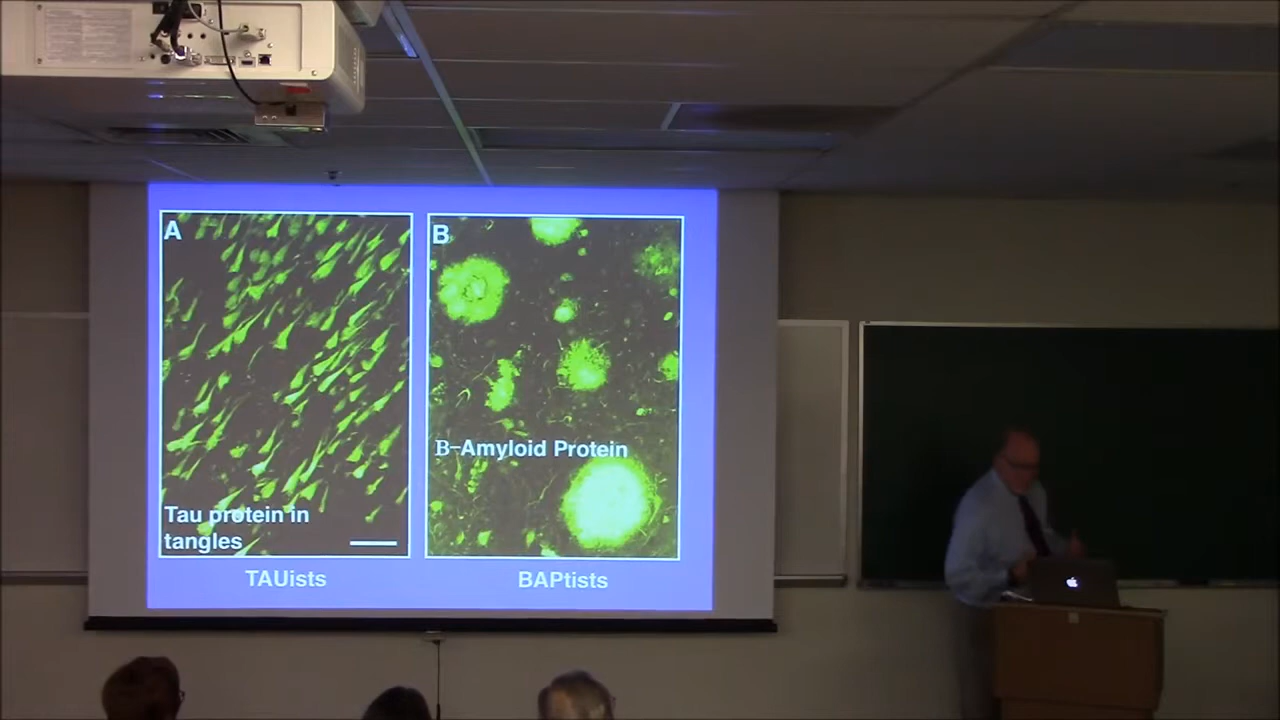 A
B
B-Amyloid Protein
Tau protein in
tangles
TAUists
BAPtists